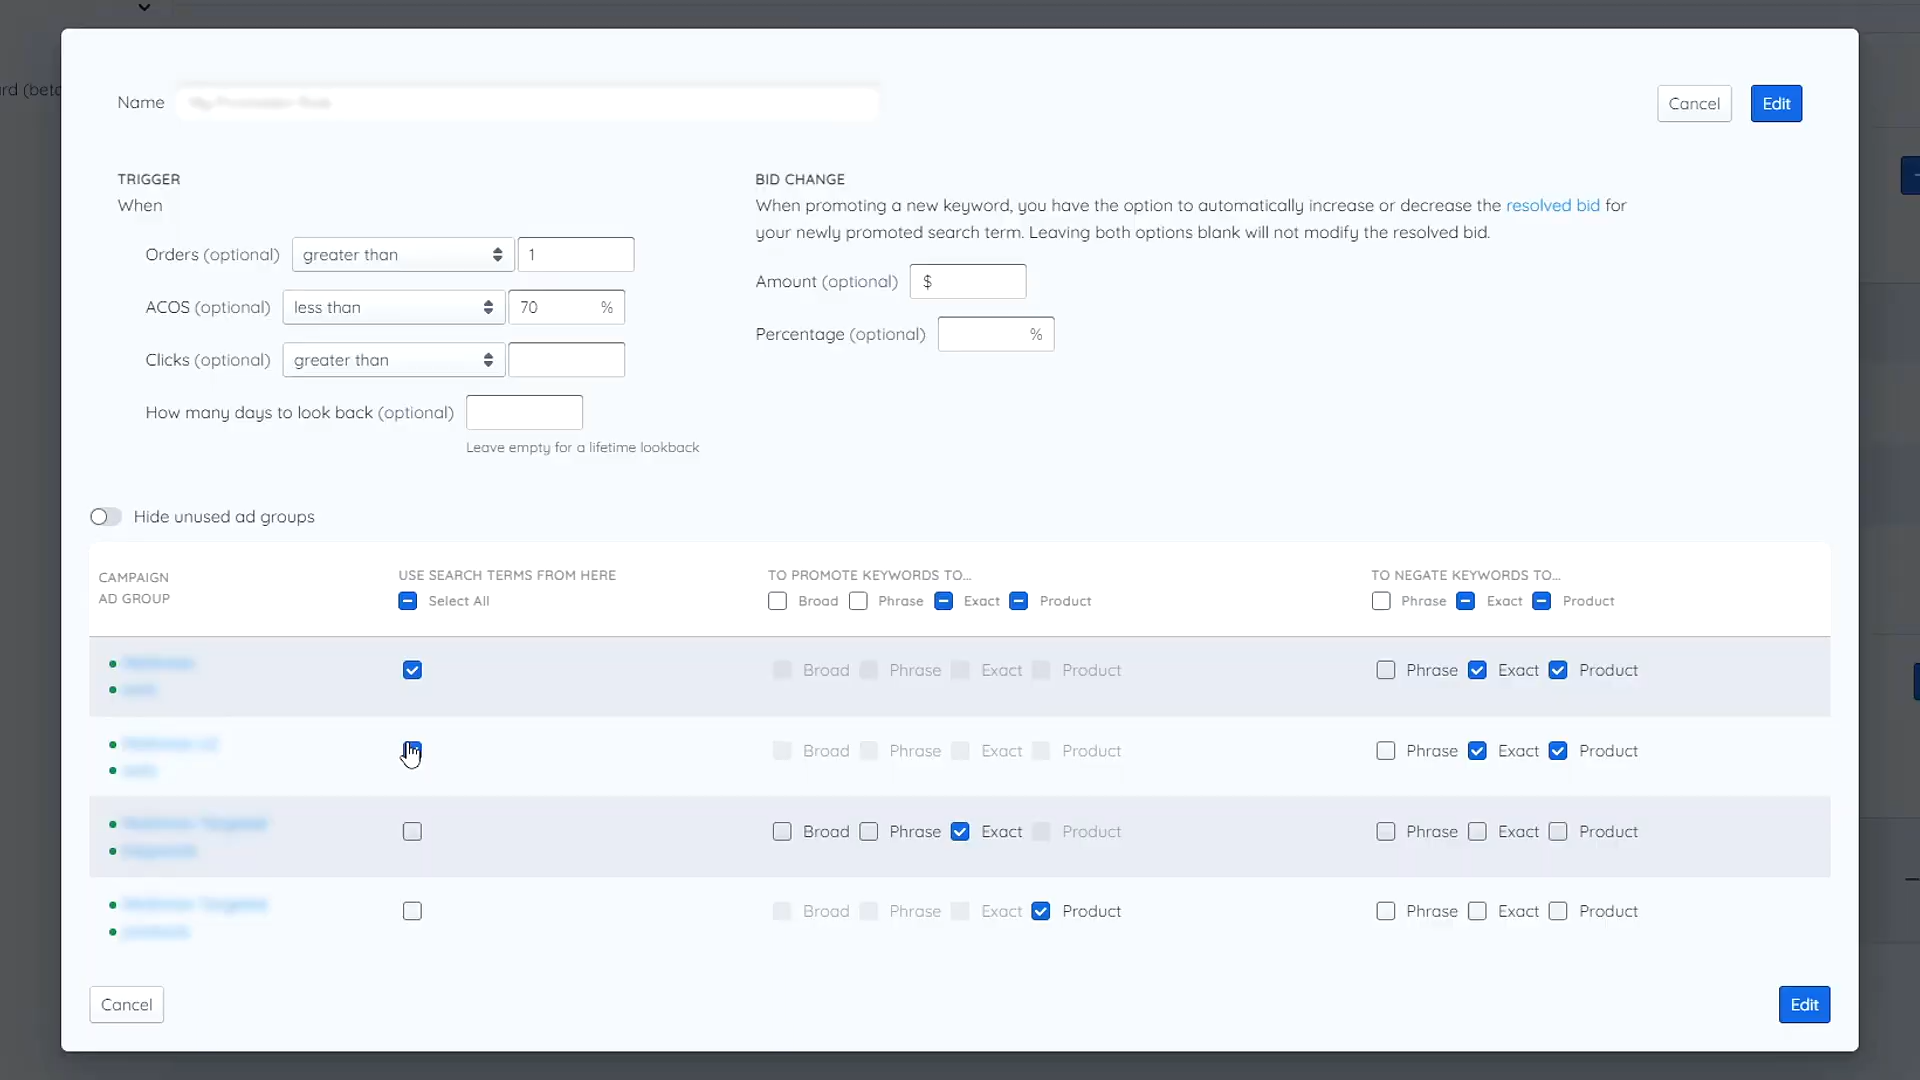 rd (beta
Name
Cancel
Edit
TRIGGER
When
Orders (optional) greater than 1
ACOS (optional) less than 70 %
Clicks (optional) greater than
How many days to look back (optional)
Leave empty for a lifetime lookback
BID CHANGE
When promoting a new keyword, you have the option to automatically increase or decrease the resolved bid for
your newly promoted search term. Leaving both options blank will not modify the resolved bid.
Amount (optional) $
Percentage (optional) %
Hide unused ad groups
CAMPAIGN
AD GROUP
USE SEARCH TERMS FROM HERE
Select All
TO PROMOTE KEYWORDS TO...
Broad Phrase Exact Product
TO NEGATE KEYWORDS TO...
Phrase Exact Product
Broad Phrase Exact Product Phrase Exact Product
Broad Phrase Exact Product Phrase Exact Product
Broad Phrase Exact Product Phrase Exact Product
Broad Phrase Exact Product Phrase Exact Product
Cancel
Edit